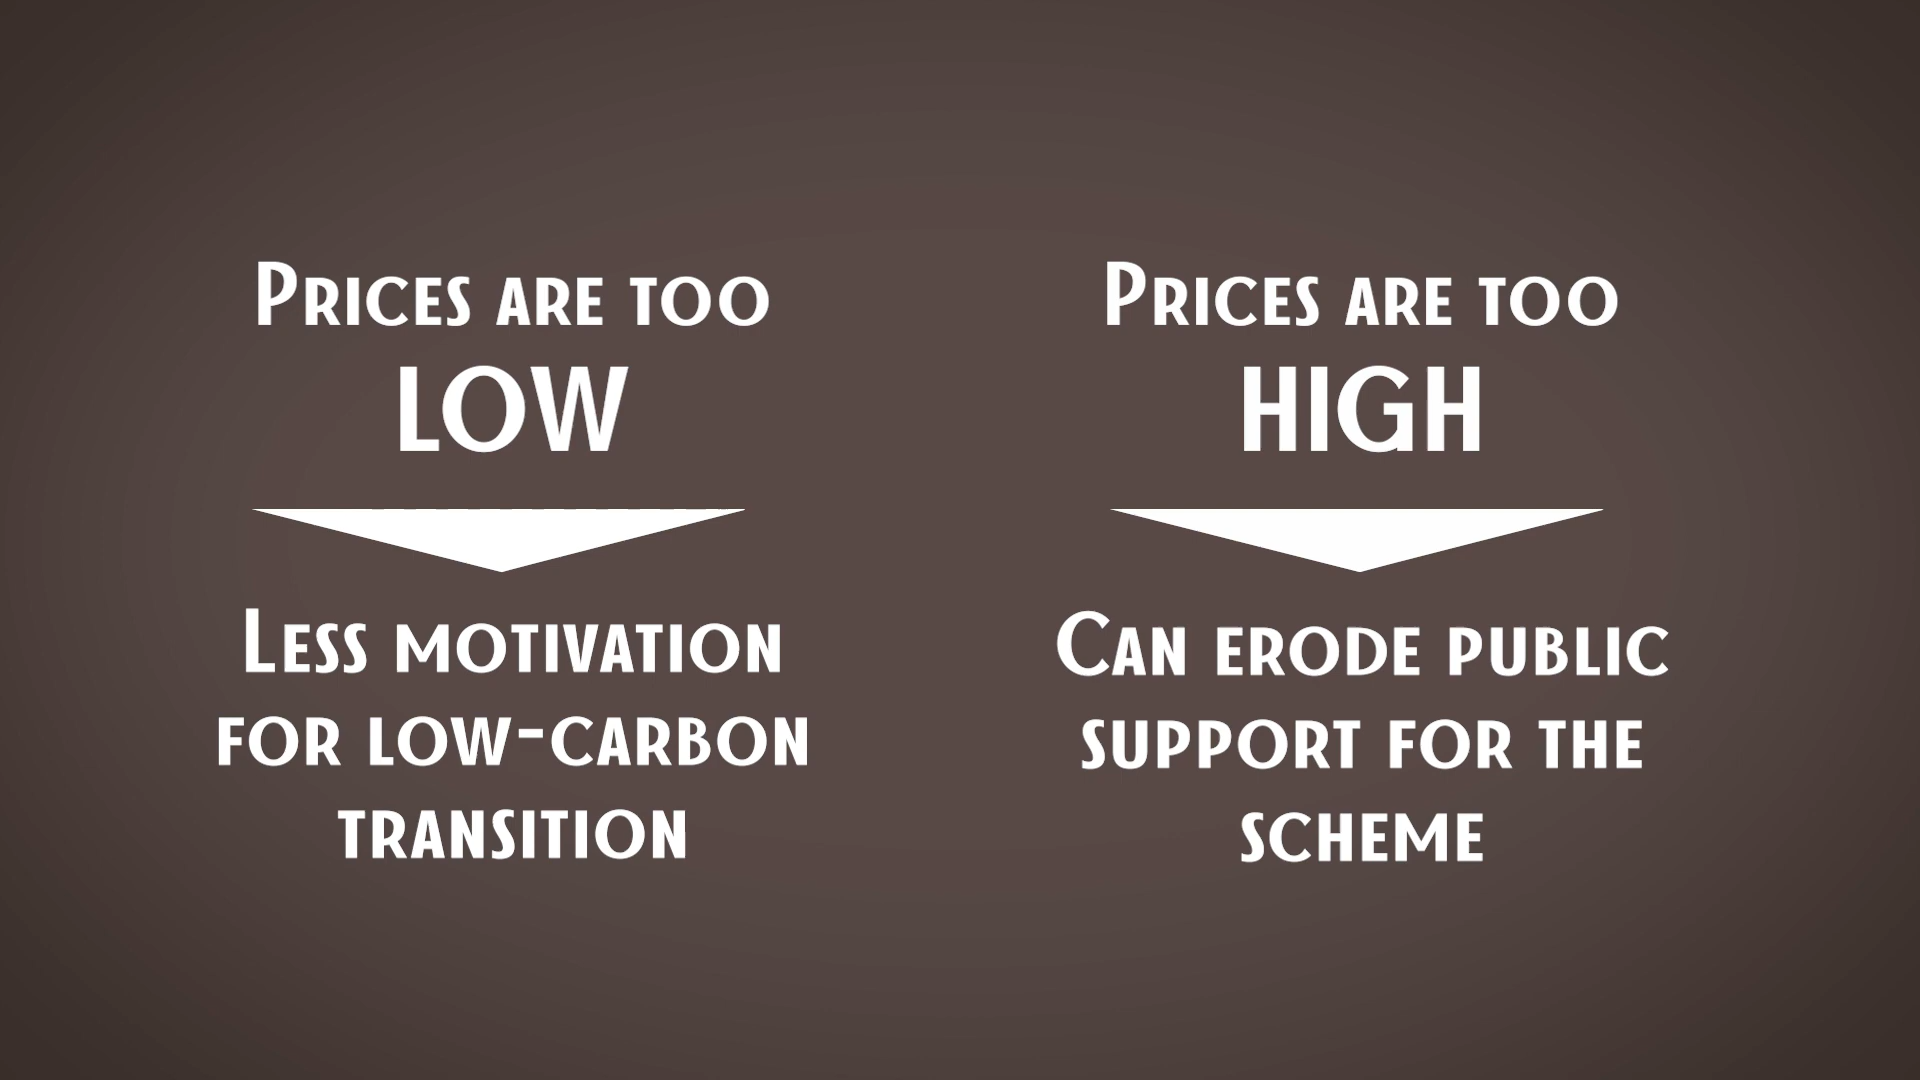 Prices are too
LOW
Less motivation
for low-carbon
transition
Prices are too
HIGH
Can erode public
support for the
scheme